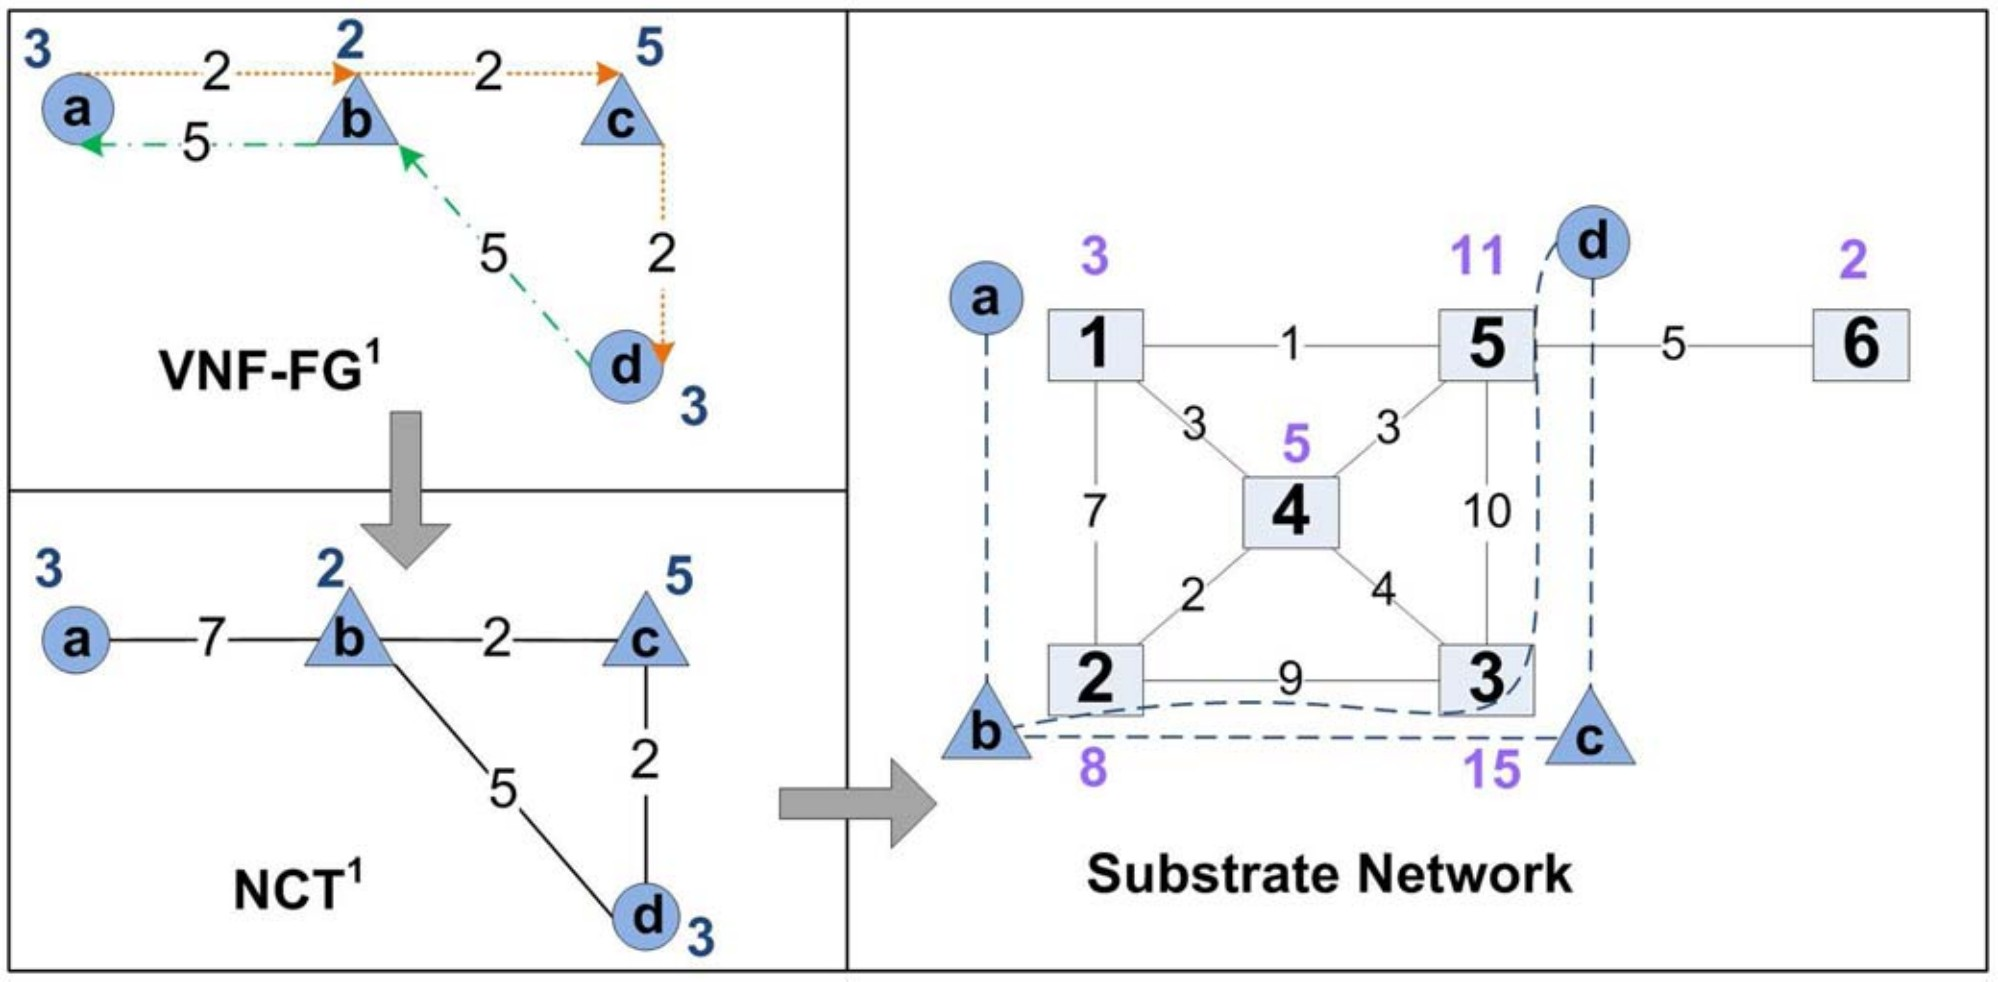 3 2 5
2 2
a b c
5
5 2
VNF-FG¹ d
3
3 2 5
a 7 b 2 c
2
5
NCT¹ d
3
d
3 11 2
a
1 1 5 5 6
3 3
5
7 4 10
2 4
2 9 3
b c
8 15
Substrate Network